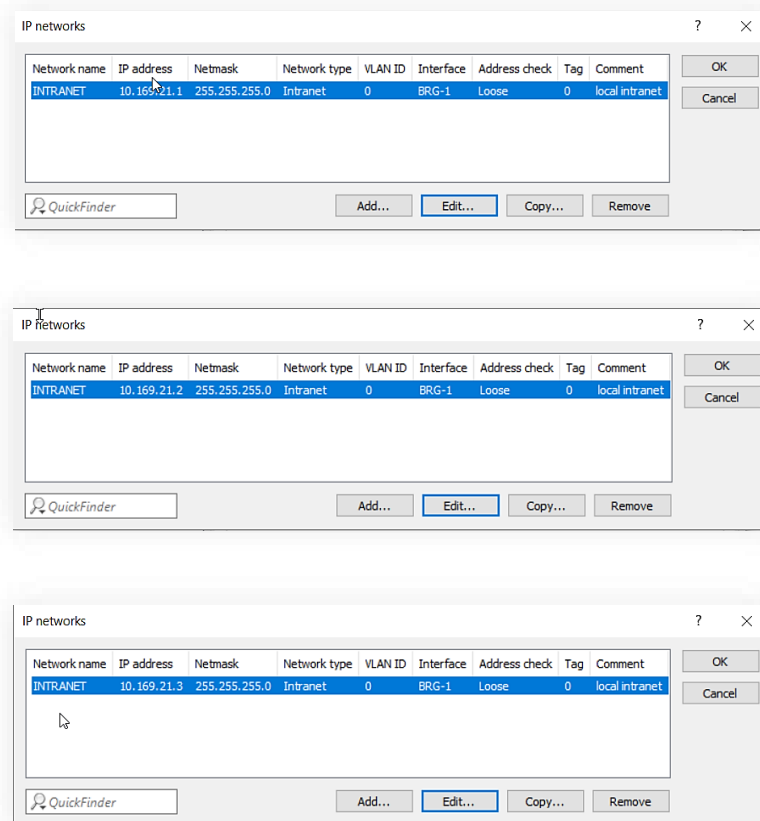 IP networks ?
Network name IP address Netmask Network type VLAN ID Interface Address check Tag Comment OK
INTRANET 10.169.21.1 255.255.255.0 Intranet 0 BRG-1 Loose 0 local intranet
Cancel
QuickFinder Add... Edit... Copy... Remove
IP networks ?
Network name IP address Netmask Network type VLAN ID Interface Address check Tag Comment OK
INTRANET 10.169.21.2 255.255.255.0 Intranet 0 BRG-1 Loose 0 local intranet
Cancel
QuickFinder Add... Edit... Copy... Remove
IP networks ?
Network name IP address Netmask Network type VLAN ID Interface Address check Tag Comment OK
INTRANET 10.169.21.3 255.255.255.0 Intranet 0 BRG-1 Loose 0 local intranet
Cancel
QuickFinder Add... Edit... Copy... Remove